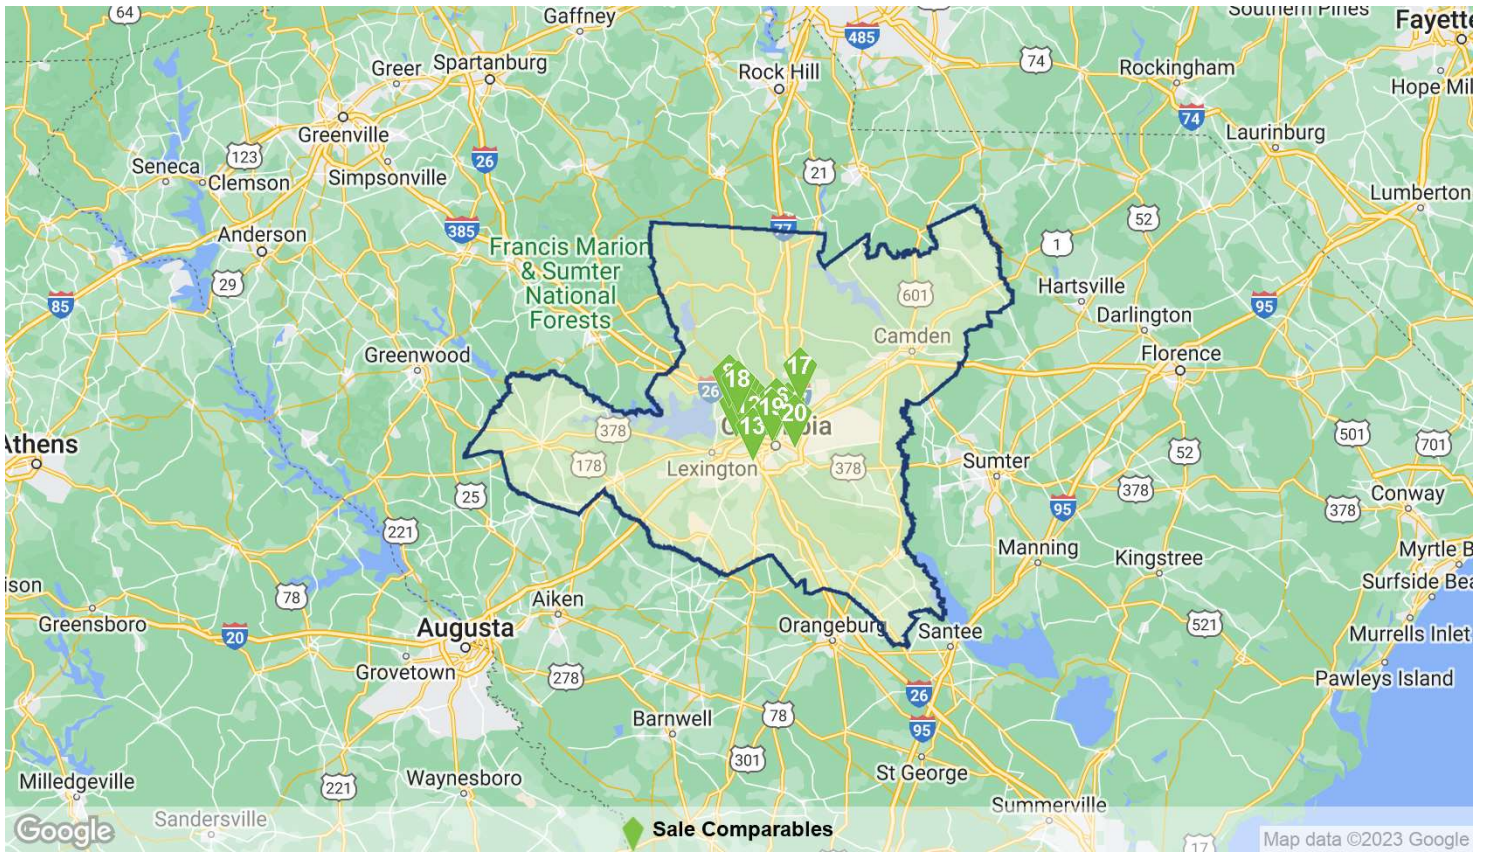 64
Gaffney
Southern Pines
Fayette
485
Greer
Spartanburg
Rock Hill
74
Rockingham
Hope Mil
Greenville
74
Laurinburg
123
26
Seneca
Clemson
Simpsonville
21
Lumberton
52
385
77
Anderson
Francis Marion
& Sumter
National
Forests
1
29
85
601
Hartsville
95
Darlington
Camden
Greenwood
Florence
17
18
26
19
20
13
378
501
701
Athens
178
Lexington
378
Sumter
52
25
378
Conway
95
378
221
Manning
Kingstree
Myrtle B
Surfside Bea
ison
78
Aiken
Greensboro
20
Augusta
Orangeburg
Santee
521
Murrells Inlet
Grovetown
278
Pawleys Island
26
Barnwell
78
95
301
St George
Milledgeville
221
Waynesboro
Summerville
Sandersville
Google
Sale Comparables
17
Map data ©2023 Google